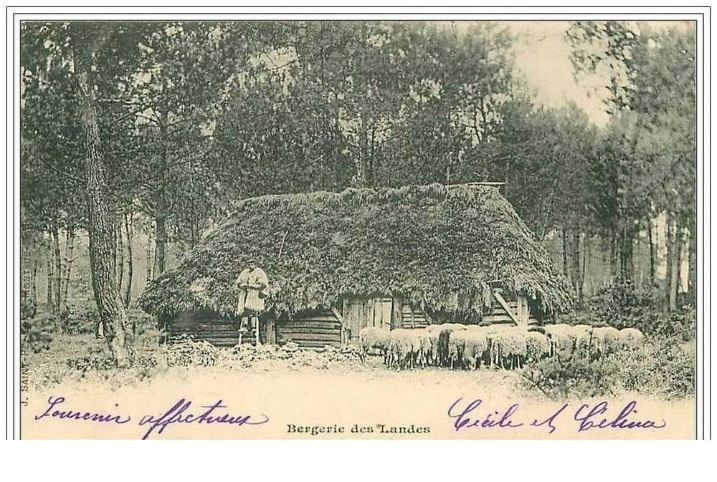 Souvenir affectueux
Bergerie des Landes
Cécile et Célina